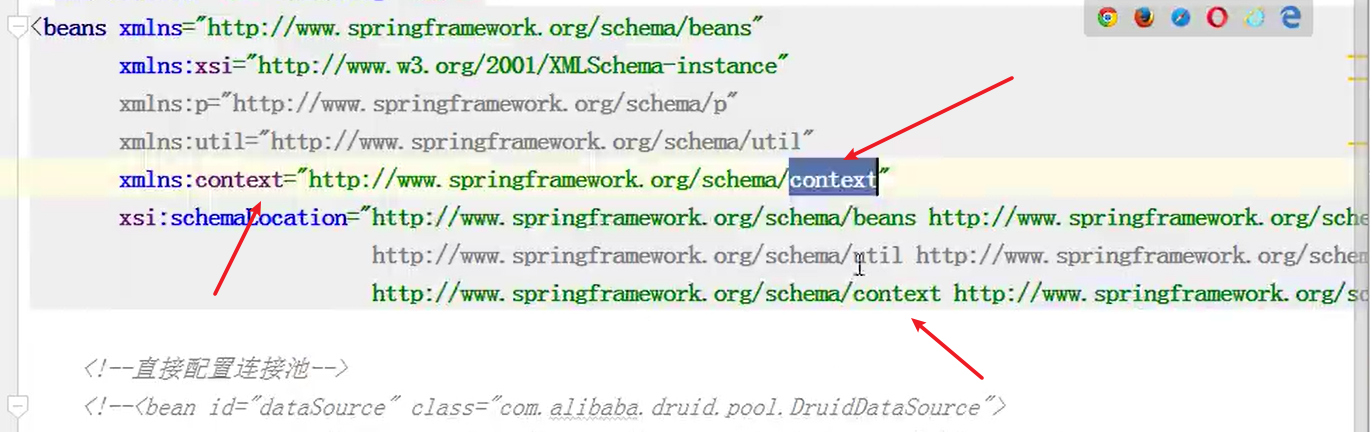 <beans xmlns="http://www.springframework.org/schema/beans"
xmlns:xsi="http://www.w3.org/2001/XMLSchema-instance"
xmlns:p="http://www.springframework.org/schema/p"
xmlns:util="http://www.springframework.org/schema/util"
xmlns:context="http://www.springframework.org/schema/context"
xsi:schemaLocation="http://www.springframework.org/schema/beans http://www.springframework.org/sche
http://www.springframework.org/schema/util http://www.springframework.org/schem
http://www.springframework.org/schema/context http://www.springframework.org/sc
<!--直接配置连接池-->
<!--<bean id="dataSource" class="com.alibaba.druid.pool.DruidDataSource">